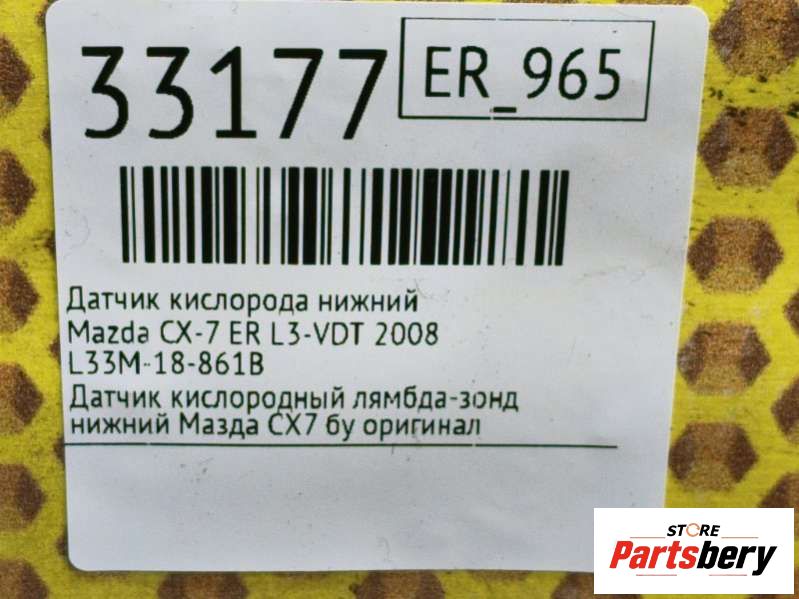 33177
ER_965
Датчик кислорода нижний
Mazda CX-7 ER L3-VDT 2008
L33M-18-861B
Датчик кислородный лямбда-зонд
нижний Мазда СХ7 бу оригинал
STORE
Partsbery